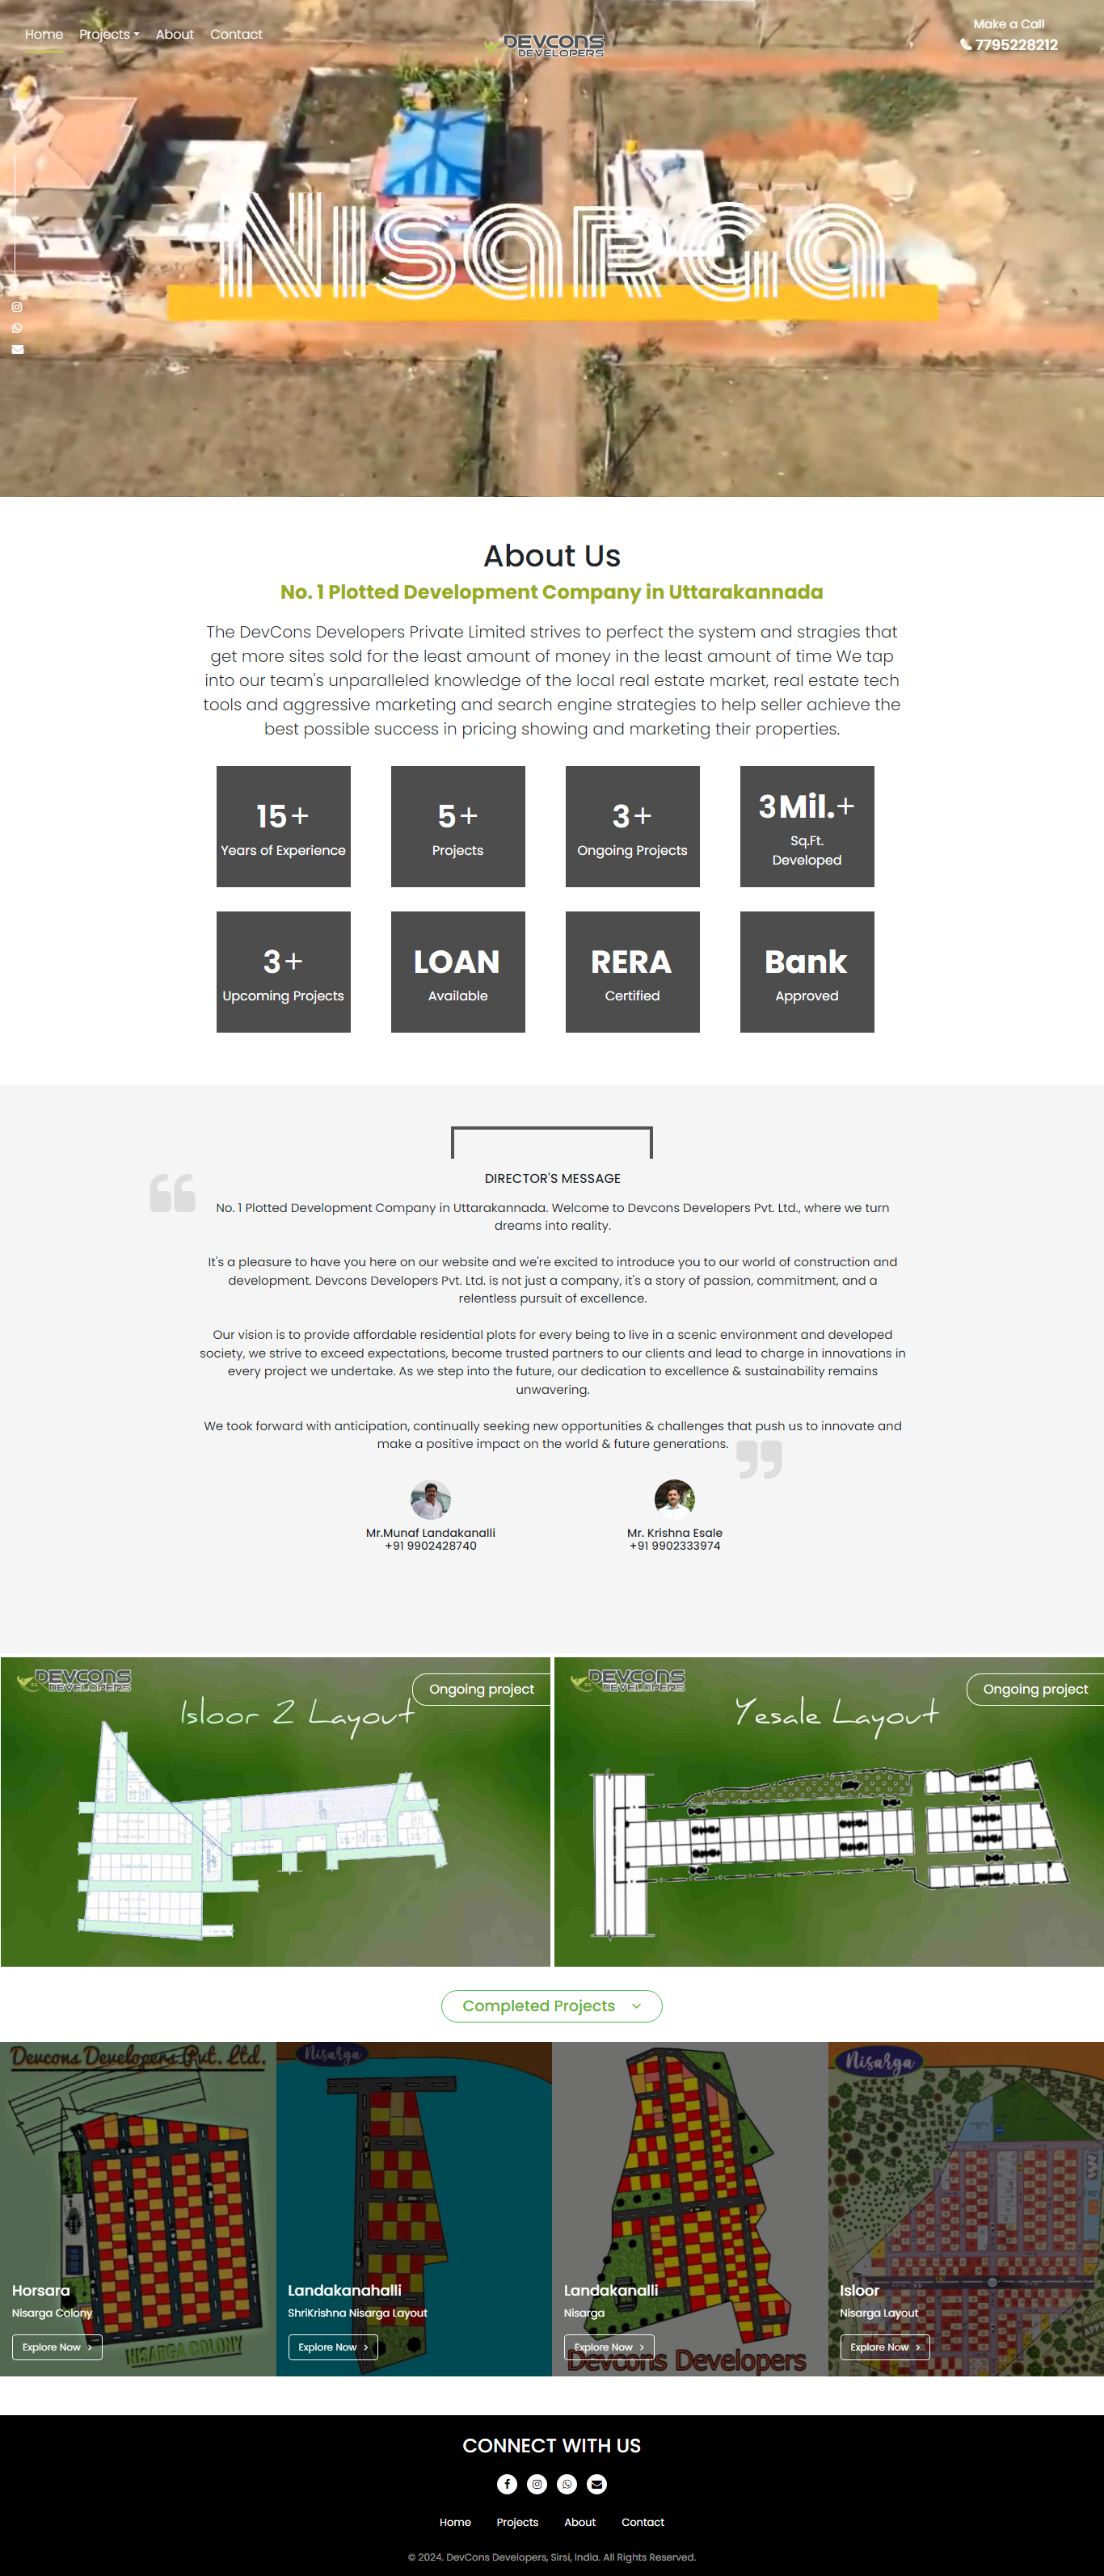 Home Projects About Contact
DEVCONS
DEVELOPERS
Make a Call
7795228212
Nisarga
About Us
No. 1 Plotted Development Company in Uttarakannada
The DevCons Developers Private Limited strives to perfect the system and stragies that
get more sites sold for the least amount of money in the least amount of time We tap
into our team's unparalleled knowledge of the local real estate market, real estate tech
tools and aggressive marketing and search engine strategies to help seller achieve the
best possible success in pricing showing and marketing their properties.
15+
Years of Experience
5+
Projects
3+
Ongoing Projects
3Mil.+
Sq.Ft.
Developed
3+
Upcoming Projects
LOAN
Available
RERA
Certified
Bank
Approved
DIRECTOR'S MESSAGE
No. 1 Plotted Development Company in Uttarakannada. Welcome to Devcons Developers Pvt. Ltd., where we turn
dreams into reality.
It's a pleasure to have you here on our website and we're excited to introduce you to our world of construction and
development. Devcons Developers Pvt. Ltd. is not just a company, it's a story of passion, commitment, and a
relentless pursuit of excellence.
Our vision is to provide affordable residential plots for every being to live in a scenic environment and developed
society, we strive to exceed expectations, become trusted partners to our clients and lead to charge in innovations in
every project we undertake. As we step into the future, our dedication to excellence & sustainability remains
unwavering.
We took forward with anticipation, continually seeking new opportunities & challenges that push us to innovate and
make a positive impact on the world & future generations.
Mr.Munaf Landakanalli
+91 9902428740
Mr. Krishna Esale
+91 9902333974
DEVCONS
DEVELOPERS
Ongoing project
Isloor 2 Layout
DEVCONS
DEVELOPERS
Ongoing project
Yesale Layout
Completed Projects
Devcons Developers Pvt. Ltd.
Horsara
Nisarga Colony
Explore Now
NISARGA COLONY
Nisarga
Landakanahalli
ShriKrishna Nisarga Layout
Explore Now
Landakanalli
Nisarga
Explore Now
Devcons Developers
Nisarga
Isloor
Nisarga Layout
Explore Now
CONNECT WITH US
Home Projects About Contact
© 2024. DevCons Developers, Sirsi, India. All Rights Reserved.